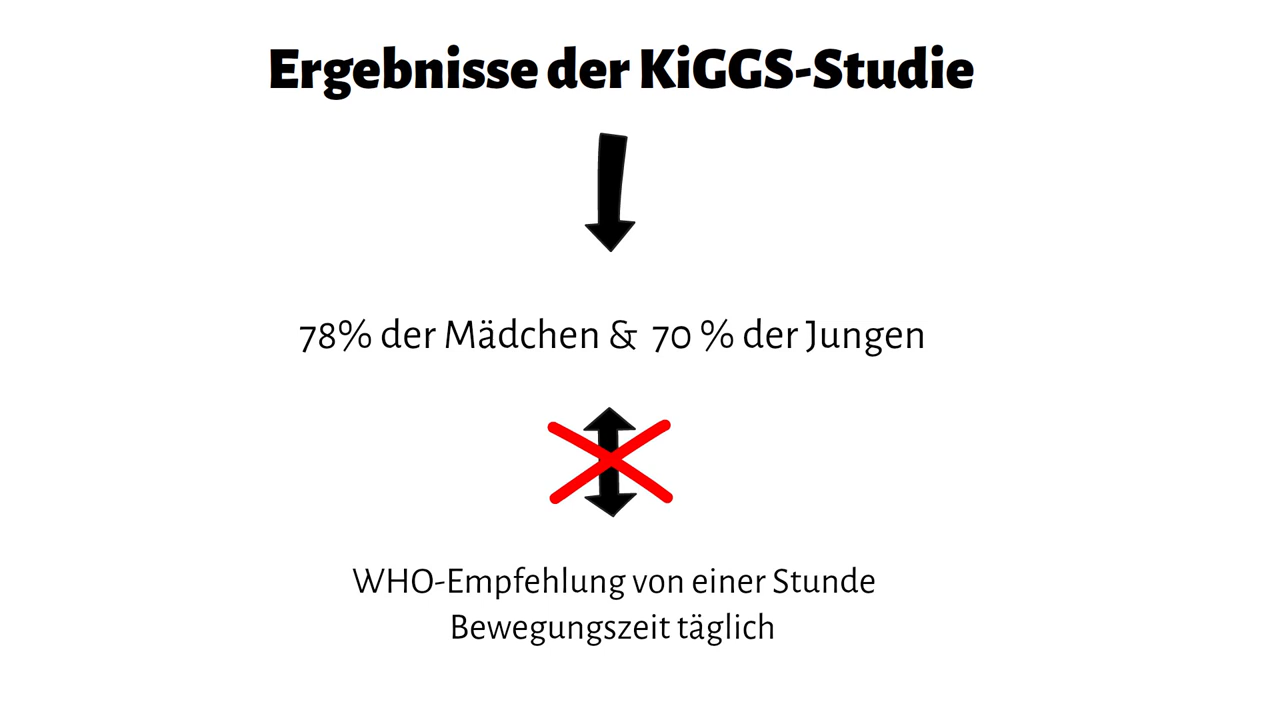 Ergebnisse der KiGGS-Studie
78% der Mädchen & 70 % der Jungen
WHO-Empfehlung von einer Stunde
Bewegungszeit täglich